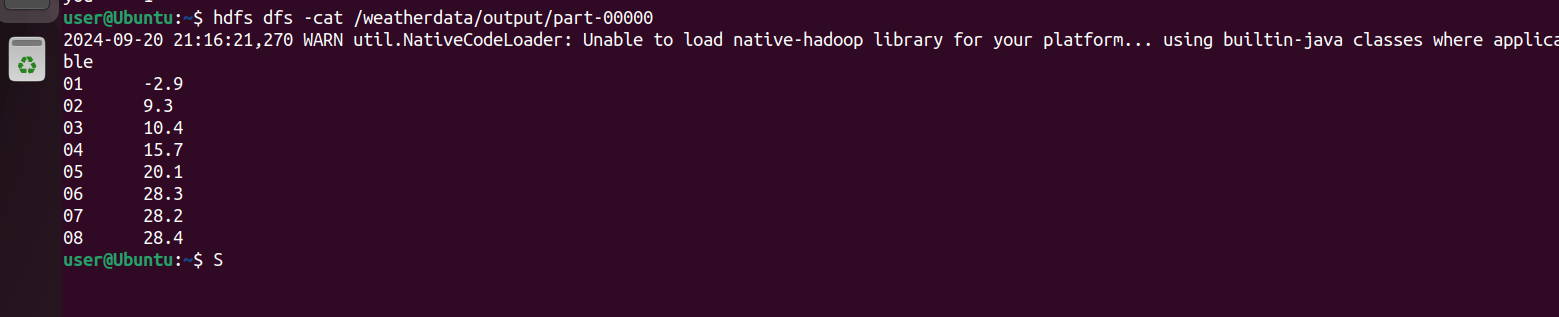 user@Ubuntu:~$ hdfs dfs -cat /weatherdata/output/part-00000
2024-09-20 21:16:21,270 WARN util.NativeCodeLoader: Unable to load native-hadoop library for your platform... using builtin-java classes where applica
ble
01 -2.9
02 9.3
03 10.4
04 15.7
05 20.1
06 28.3
07 28.2
08 28.4
user@Ubuntu:~$ S